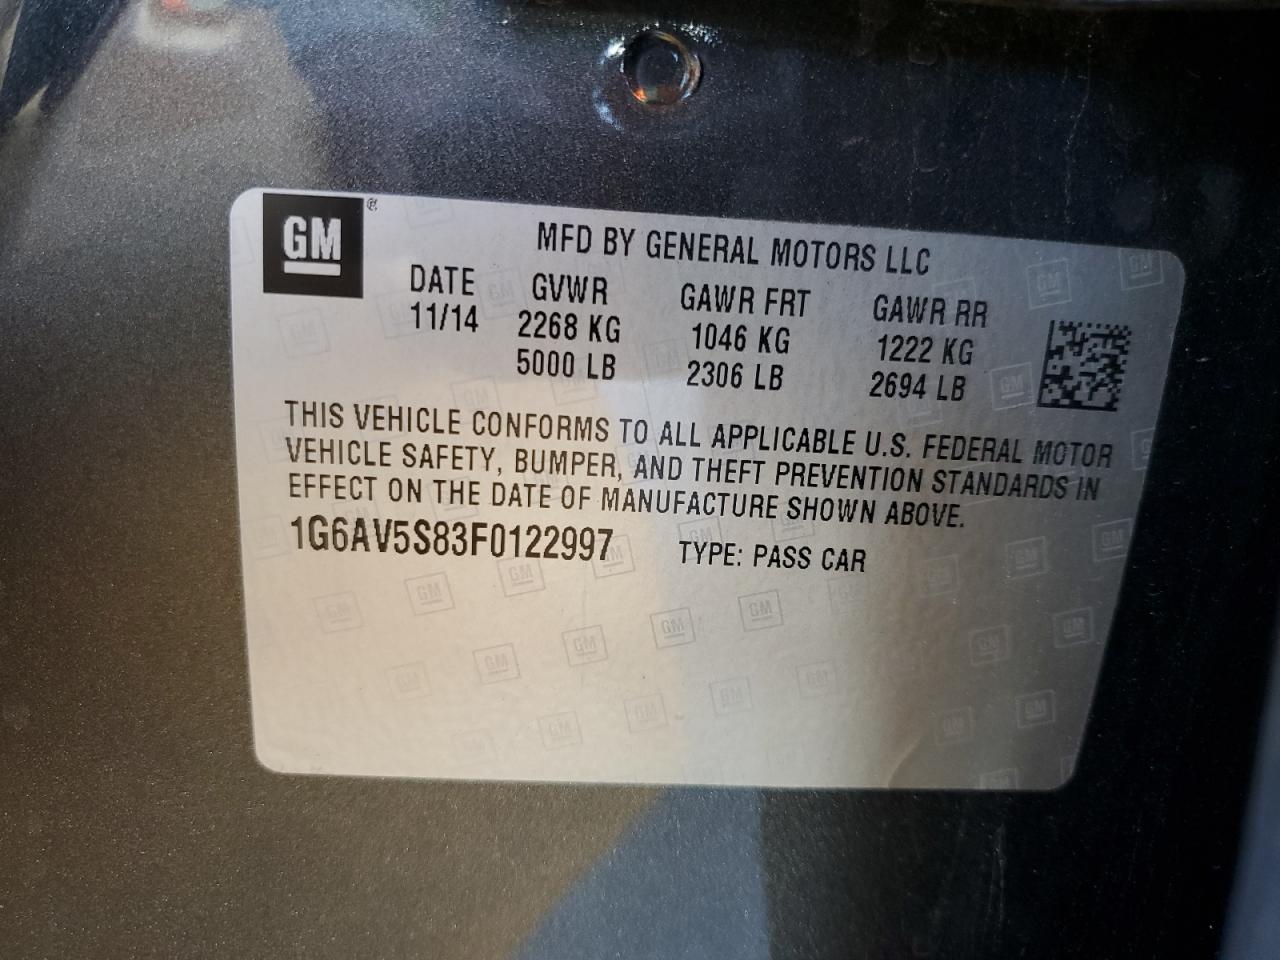 GM
MFD BY GENERAL MOTORS LLC
DATE GVWR GAWR FRT GAWR RR
11/14 2268 KG 1046 KG 1222 KG
5000 LB 2306 LB 2694 LB
THIS VEHICLE CONFORMS TO ALL APPLICABLE U.S. FEDERAL MOTOR
VEHICLE SAFETY, BUMPER, AND THEFT PREVENTION STANDARDS IN
EFFECT ON THE DATE OF MANUFACTURE SHOWN ABOVE.
1G6AV5S83F0122997 TYPE: PASS CAR